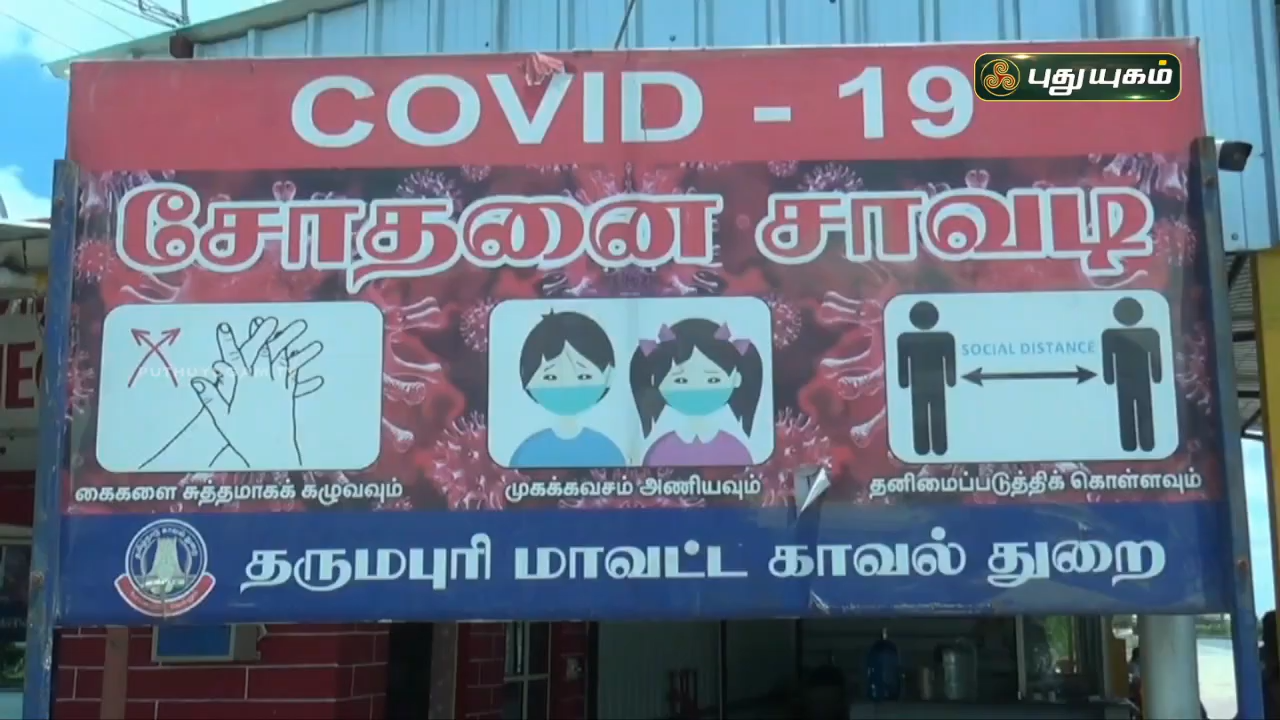 COVID - 19
புதுயுகம்
சோதனை சாவடி
SOCIAL DISTANCE
PUTHUYUGAM
கைகளை சுத்தமாகக் கழுவவும்
முகக்கவசம் அணியவும்
தனிமைப்படுத்திக் கொள்ளவும்
தருமபுரி மாவட்ட காவல் துறை